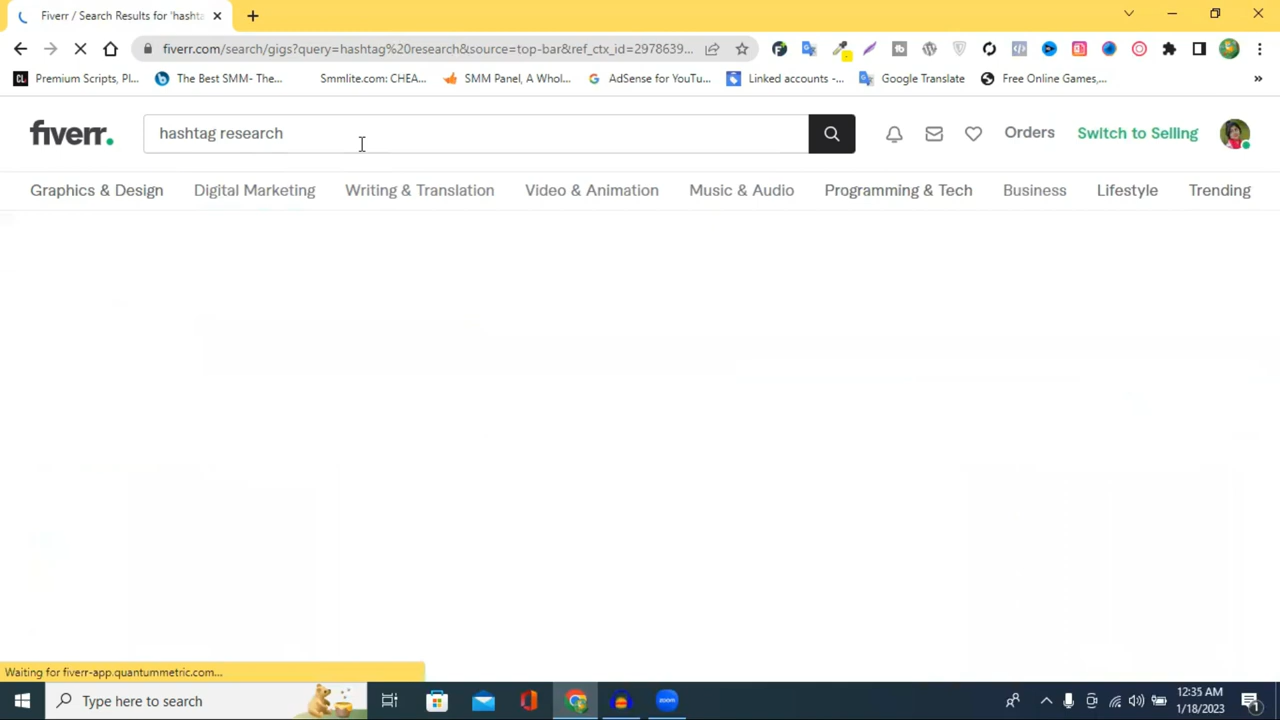 Fiverr / Search Results for 'hashta
fiverr.com/search/gigs?query=hashtag%20research&source=top-bar&ref_ctx_id=2978639...
Premium Scripts, Pl...
The Best SMM- The...
Smmlite.com: CHEA...
SMM Panel, A Whol...
AdSense for YouTu...
Linked accounts -...
Google Translate
Free Online Games,...
»
fiverr.
hashtag research
Orders
Switch to Selling
Graphics & Design
Digital Marketing
Writing & Translation
Video & Animation
Music & Audio
Programming & Tech
Business
Lifestyle
Trending
Waiting for fiverr-app.quantummetric.com...
Type here to search
zoom
12:35 AM
1/18/2023
1